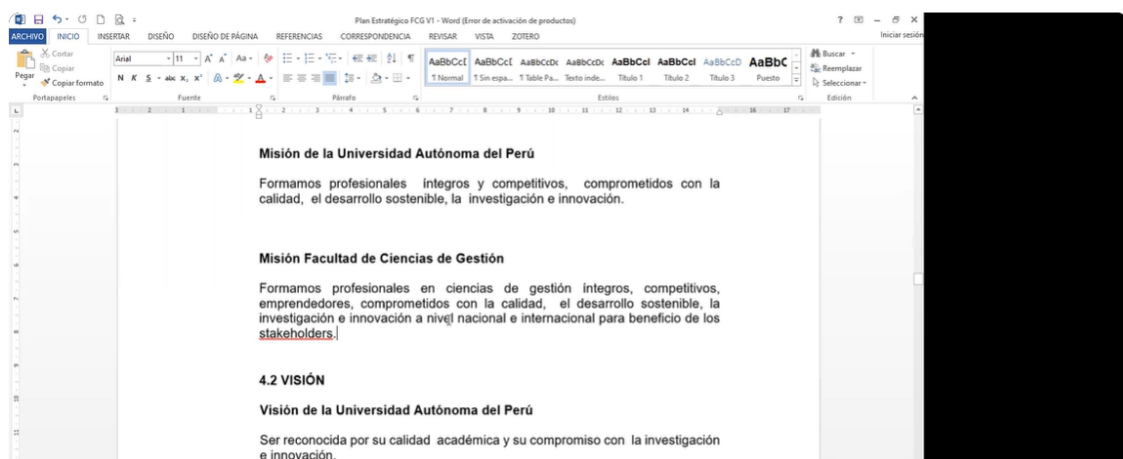 Plan Estratégico FCG V1 - Word (Error de activación de productos)
ARCHIVO INICIO INSERTAR DISEÑO DISEÑO DE PÁGINA REFERENCIAS CORRESPONDENCIA REVISAR VISTA ZOTERO Iniciar sesión
Pegar
Cortar
Copiar
Copiar formato
Portapapeles
Arial 11
N K S abc x₂ x²
Fuente
Párrafo
AaBbCcI AaBbCcI AaBbCcDc AaBbCcDc AaBbCcI AaBbCcI AaBbCcD AaBbC
¶ Normal ¶ Sin espa... ¶ Table Pa... Texto inde... Título 1 Título 2 Título 3 Puesto
Estilos
Buscar
Reemplazar
Seleccionar
Edición
Misión de la Universidad Autónoma del Perú
Formamos profesionales íntegros y competitivos, comprometidos con la
calidad, el desarrollo sostenible, la investigación e innovación.
Misión Facultad de Ciencias de Gestión
Formamos profesionales en ciencias de gestión íntegros, competitivos,
emprendedores, comprometidos con la calidad, el desarrollo sostenible, la
investigación e innovación a nivel nacional e internacional para beneficio de los
stakeholders.
4.2 VISIÓN
Visión de la Universidad Autónoma del Perú
Ser reconocida por su calidad académica y su compromiso con la investigación
e innovación.